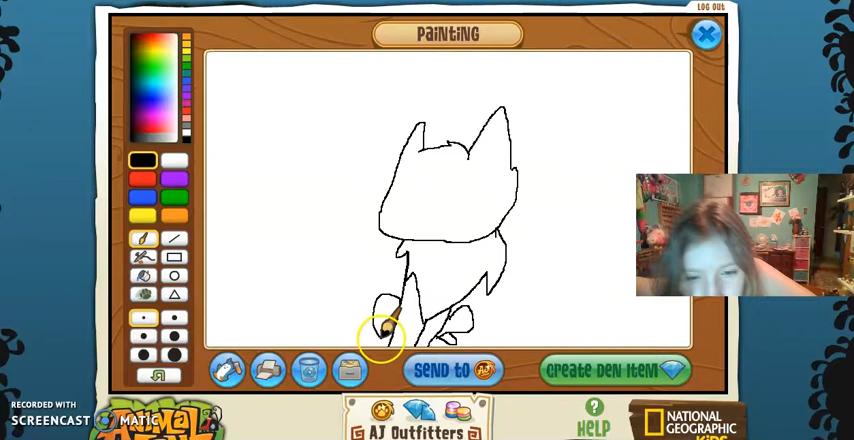 LOG OUT
PAINTING
SEND TO AJ
CREATE DEN ITEM
RECORDED WITH
SCREENCAST MATIC
ANIMAL
AJ OUTFITTERS
?
HELP
NATIONAL
GEOGRAPHIC
KIDS